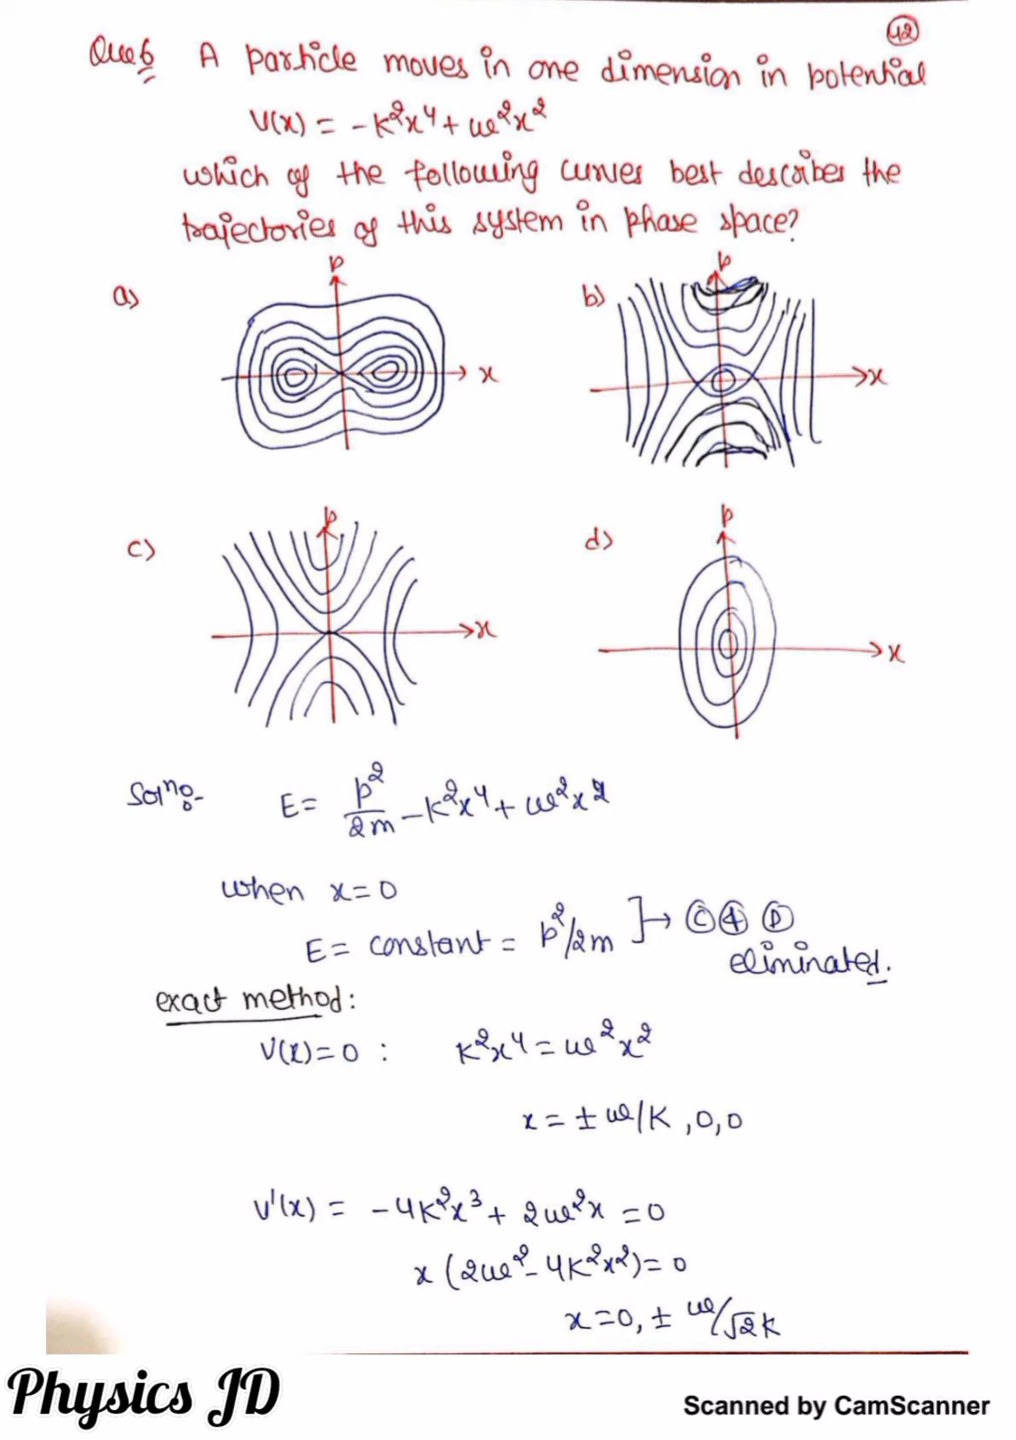 42
Que 6 A particle moves in one dimension in potential
V(x) = -k²x⁴ + ω²x²
which of the following curves best describes the
trajectories of this system in phase space?
a)
p
x
b)
p
x
c)
p
x
d)
p
x
Solⁿ:- E = p²/2m - k²x⁴ + ω²x²
when x = 0
E = constant = p²/2m ]→ Ⓒ & Ⓓ
eliminated.
exact method:
V(x) = 0 : k²x⁴ = ω²x²
x = ± ω/k , 0, 0
V'(x) = -4k²x³ + 2ω²x = 0
x (2ω² - 4k²x²) = 0
x = 0, ± ω/√2k
Physics JD
Scanned by CamScanner